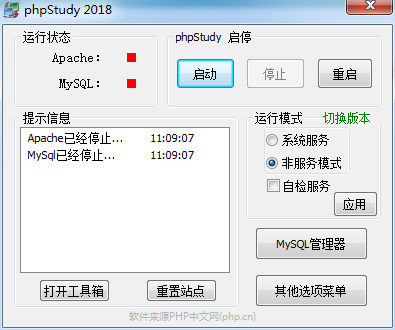 phpStudy 2018
运行状态
Apache:
MySQL:
phpStudy 启停
启动
停止
重启
提示信息
Apache已经停止... 11:09:07
MySql已经停止... 11:09:07
打开工具箱
重置站点
运行模式 切换版本
系统服务
非服务模式
自检服务
应用
MySQL管理器
其他选项菜单
软件来源PHP中文网(php.cn)